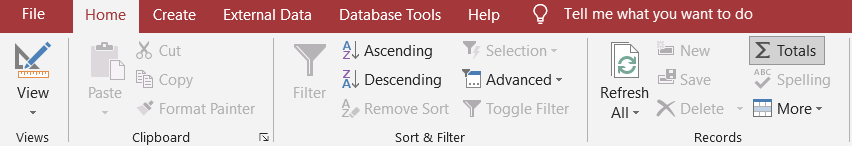 File Home Create External Data Database Tools Help Tell me what you want to do
View
Views
Paste
Cut
Copy
Format Painter
Clipboard
Filter
Ascending
Descending
Remove Sort
Selection
Advanced
Toggle Filter
Sort & Filter
Refresh
All
New
Save
Delete
Totals
Spelling
More
Records